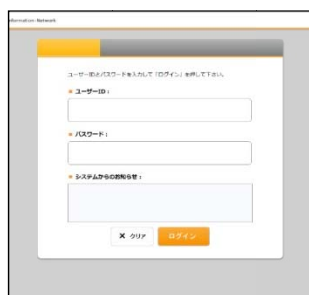 Information Network
ユーザーIDとパスワードを入力して「ログイン」を押して下さい。
ユーザーID：
パスワード：
システムからのお知らせ：
× クリア
ログイン